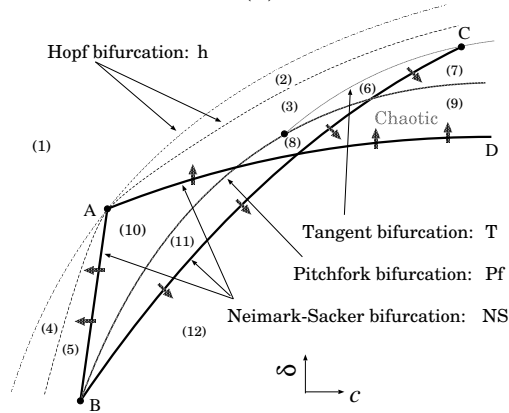 C
Hopf bifurcation: h
(2)
(6)
(7)
(3)
(9)
(1)
Chaotic
(8)
D
A
(10)
Tangent bifurcation: T
(11)
Pitchfork bifurcation: Pf
Neimark-Sacker bifurcation: NS
(4)
(12)
(5)
δ
c
B